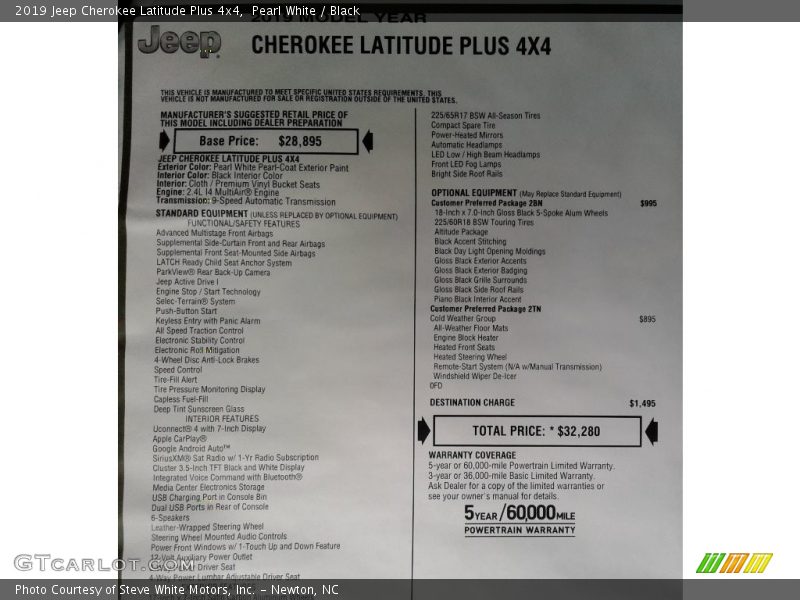 2019 Jeep Cherokee Latitude Plus 4x4, Pearl White / Black
2019 MODEL YEAR
Jeep
CHEROKEE LATITUDE PLUS 4X4
THIS VEHICLE IS MANUFACTURED TO MEET SPECIFIC UNITED STATES REQUIREMENTS. THIS
VEHICLE IS NOT MANUFACTURED FOR SALE OR REGISTRATION OUTSIDE OF THE UNITED STATES.
MANUFACTURER'S SUGGESTED RETAIL PRICE OF
THIS MODEL INCLUDING DEALER PREPARATION
Base Price: $28,895
JEEP CHEROKEE LATITUDE PLUS 4X4
Exterior Color: Pearl White Pearl-Coat Exterior Paint
Interior Color: Black Interior Color
Interior: Cloth / Premium Vinyl Bucket Seats
Engine: 2.4L I4 MultiAir® Engine
Transmission: 9-Speed Automatic Transmission
STANDARD EQUIPMENT (UNLESS REPLACED BY OPTIONAL EQUIPMENT)
FUNCTIONAL/SAFETY FEATURES
Advanced Multistage Front Airbags
Supplemental Side-Curtain Front and Rear Airbags
Supplemental Front Seat-Mounted Side Airbags
LATCH Ready Child Seat Anchor System
ParkView® Rear Back-Up Camera
Jeep Active Drive I
Engine Stop / Start Technology
Selec-Terrain® System
Push-Button Start
Keyless Entry with Panic Alarm
All Speed Traction Control
Electronic Stability Control
Electronic Roll Mitigation
4-Wheel Disc Anti-Lock Brakes
Speed Control
Tire-Fill Alert
Tire Pressure Monitoring Display
Capless Fuel-Fill
Deep Tint Sunscreen Glass
INTERIOR FEATURES
Uconnect® 4 with 7-Inch Display
Apple CarPlay®
Google Android Auto™
SiriusXM® Sat Radio w/ 1-Yr Radio Subscription
Cluster 3.5-Inch TFT Black and White Display
Integrated Voice Command with Bluetooth®
Media Center Electronics Storage
USB Charging Port in Console Bin
Dual USB Ports in Rear of Console
6-Speakers
Leather-Wrapped Steering Wheel
Steering Wheel Mounted Audio Controls
Power Front Windows w/ 1-Touch Up and Down Feature
12-Volt Auxiliary Power Outlet
Driver Seat
4-Way Power Lumbar Adjustable Driver Seat
225/65R17 BSW All-Season Tires
Compact Spare Tire
Power-Heated Mirrors
Automatic Headlamps
LED Low / High Beam Headlamps
Front LED Fog Lamps
Bright Side Roof Rails
OPTIONAL EQUIPMENT (May Replace Standard Equipment)
Customer Preferred Package 2BN $995
18-Inch x 7.0-Inch Gloss Black 5-Spoke Alum Wheels
225/60R18 BSW Touring Tires
Altitude Package
Black Accent Stitching
Black Day Light Opening Moldings
Gloss Black Exterior Accents
Gloss Black Exterior Badging
Gloss Black Grille Surrounds
Gloss Black Side Roof Rails
Piano Black Interior Accent
Customer Preferred Package 2TN
Cold Weather Group $895
All-Weather Floor Mats
Engine Block Heater
Heated Front Seats
Heated Steering Wheel
Remote-Start System (N/A w/Manual Transmission)
Windshield Wiper De-Icer
0FD
DESTINATION CHARGE $1,495
TOTAL PRICE: * $32,280
WARRANTY COVERAGE
5-year or 60,000-mile Powertrain Limited Warranty.
3-year or 36,000-mile Basic Limited Warranty.
Ask Dealer for a copy of the limited warranties or
see your owner's manual for details.
5YEAR/60,000MILE
POWERTRAIN WARRANTY
GTCARLOT.COM
Photo Courtesy of Steve White Motors, Inc. – Newton, NC